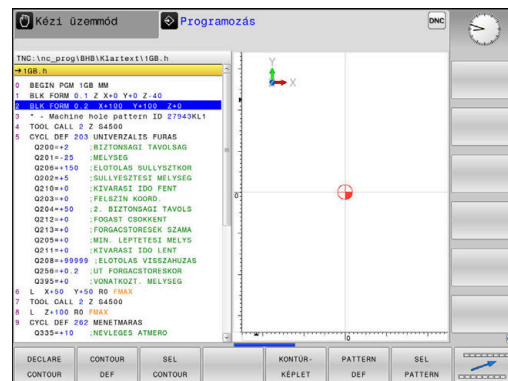 Kézi üzemmód
Programozás
DNC
TNC:\nc_prog\BHB\Klartext\1GB.h
→1GB.h
0 BEGIN PGM 1GB MM
1 BLK FORM 0.1 Z X+0 Y+0 Z-40
2 BLK FORM 0.2 X+100 Y+100 Z+0
3 * - Machine hole pattern ID 27943KL1
4 TOOL CALL 2 Z S4500
5 CYCL DEF 203 UNIVERZALIS FURAS
Q200=+2 ;BIZTONSAGI TAVOLSAG
Q201=-25 ;MELYSEG
Q206=+150 ;ELOTOLAS SULLYSZTKOR
Q202=+5 ;SULLYESZTESI MELYSEG
Q210=+0 ;KIVARASI IDO FENT
Q203=+0 ;FELSZIN KOORD.
Q204=+50 ;2. BIZTONSAGI TAVOLS
Q212=+0 ;FOGAST CSOKKENT
Q213=+0 ;FORGACSTORESEK SZAMA
Q205=+0 ;MIN. LEPTETESI MELYS
Q211=+0 ;KIVARASI IDO LENT
Q208=+99999 ;ELOTOLAS VISSZAHUZAS
Q256=+0.2 ;UT FORGACSTORESKOR
Q395=+0 ;VONATKOZT. MELYSEG
6 L X+50 Y+50 R0 FMAX
7 TOOL CALL 2 Z S4500
8 L Z+100 R0 FMAX
9 CYCL DEF 262 MENETMARAS
Q335=+10 ;NEVLEGES ATMERO
Y
X
0
0
DECLARE CONTOUR
CONTOUR DEF
SEL CONTOUR
KONTÚR-KÉPLET
PATTERN DEF
SEL PATTERN